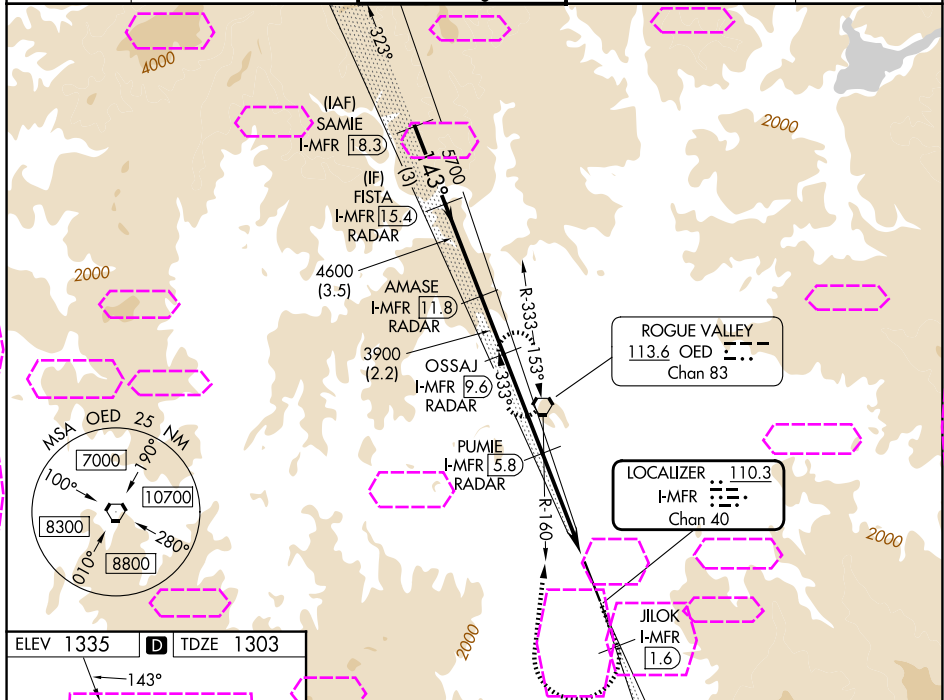 323°
4000
(IAF)
SAMIE
I-MFR 18.3
2000
(3)
5700
143°
(IF)
FISTA
I-MFR 15.4
RADAR
2000
4600
(3.5)
AMASE
I-MFR 11.8
RADAR
R-333
153°
3900
(2.2)
OSSAJ
I-MFR 9.6
RADAR
333°
ROGUE VALLEY
113.6 OED
Chan 83
MSA OED 25 NM
7000
190°
100°
10700
8300
280°
010°
8800
PUMIE
I-MFR 5.8
RADAR
R-160
LOCALIZER 110.3
I-MFR
Chan 40
2000
2000
JILOK
I-MFR
1.6
ELEV 1335 D TDZE 1303
143°